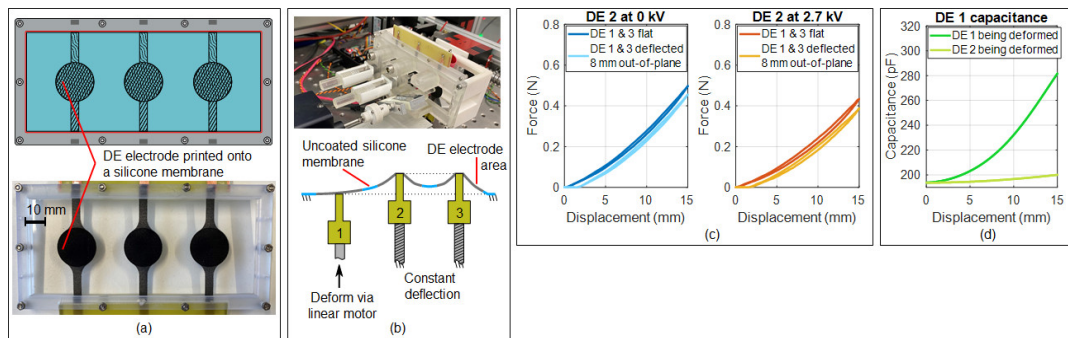 DE electrode printed onto
a silicone membrane
10 mm
(a)
Uncoated silicone
membrane
DE electrode
area
1
2
3
Deform via
linear motor
Constant
deflection
(b)
DE 2 at 0 kV
DE 1 & 3 flat
DE 1 & 3 deflected
8 mm out-of-plane
Force (N)
0.8
0.6
0.4
0.2
0
0
5
10
15
Displacement (mm)
DE 2 at 2.7 kV
DE 1 & 3 flat
DE 1 & 3 deflected
8 mm out-of-plane
Force (N)
0.8
0.6
0.4
0.2
0
0
5
10
15
Displacement (mm)
(c)
DE 1 capacitance
DE 1 being deformed
DE 2 being deformed
Capacitance (pF)
320
300
280
260
240
220
200
0
5
10
15
Displacement (mm)
(d)